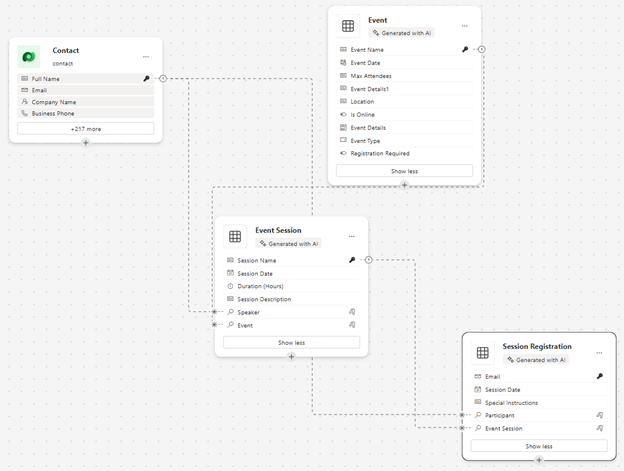 Contact
contact
Full Name
Email
Company Name
Business Phone
+217 more
Event
Generated with AI
Event Name
Event Date
Max Attendees
Event Details1
Location
Is Online
Event Details
Event Type
Registration Required
Show less
Event Session
Generated with AI
Session Name
Session Date
Duration (Hours)
Session Description
Speaker
Event
Show less
Session Registration
Generated with AI
Email
Session Date
Special Instructions
Participant
Event Session
Show less